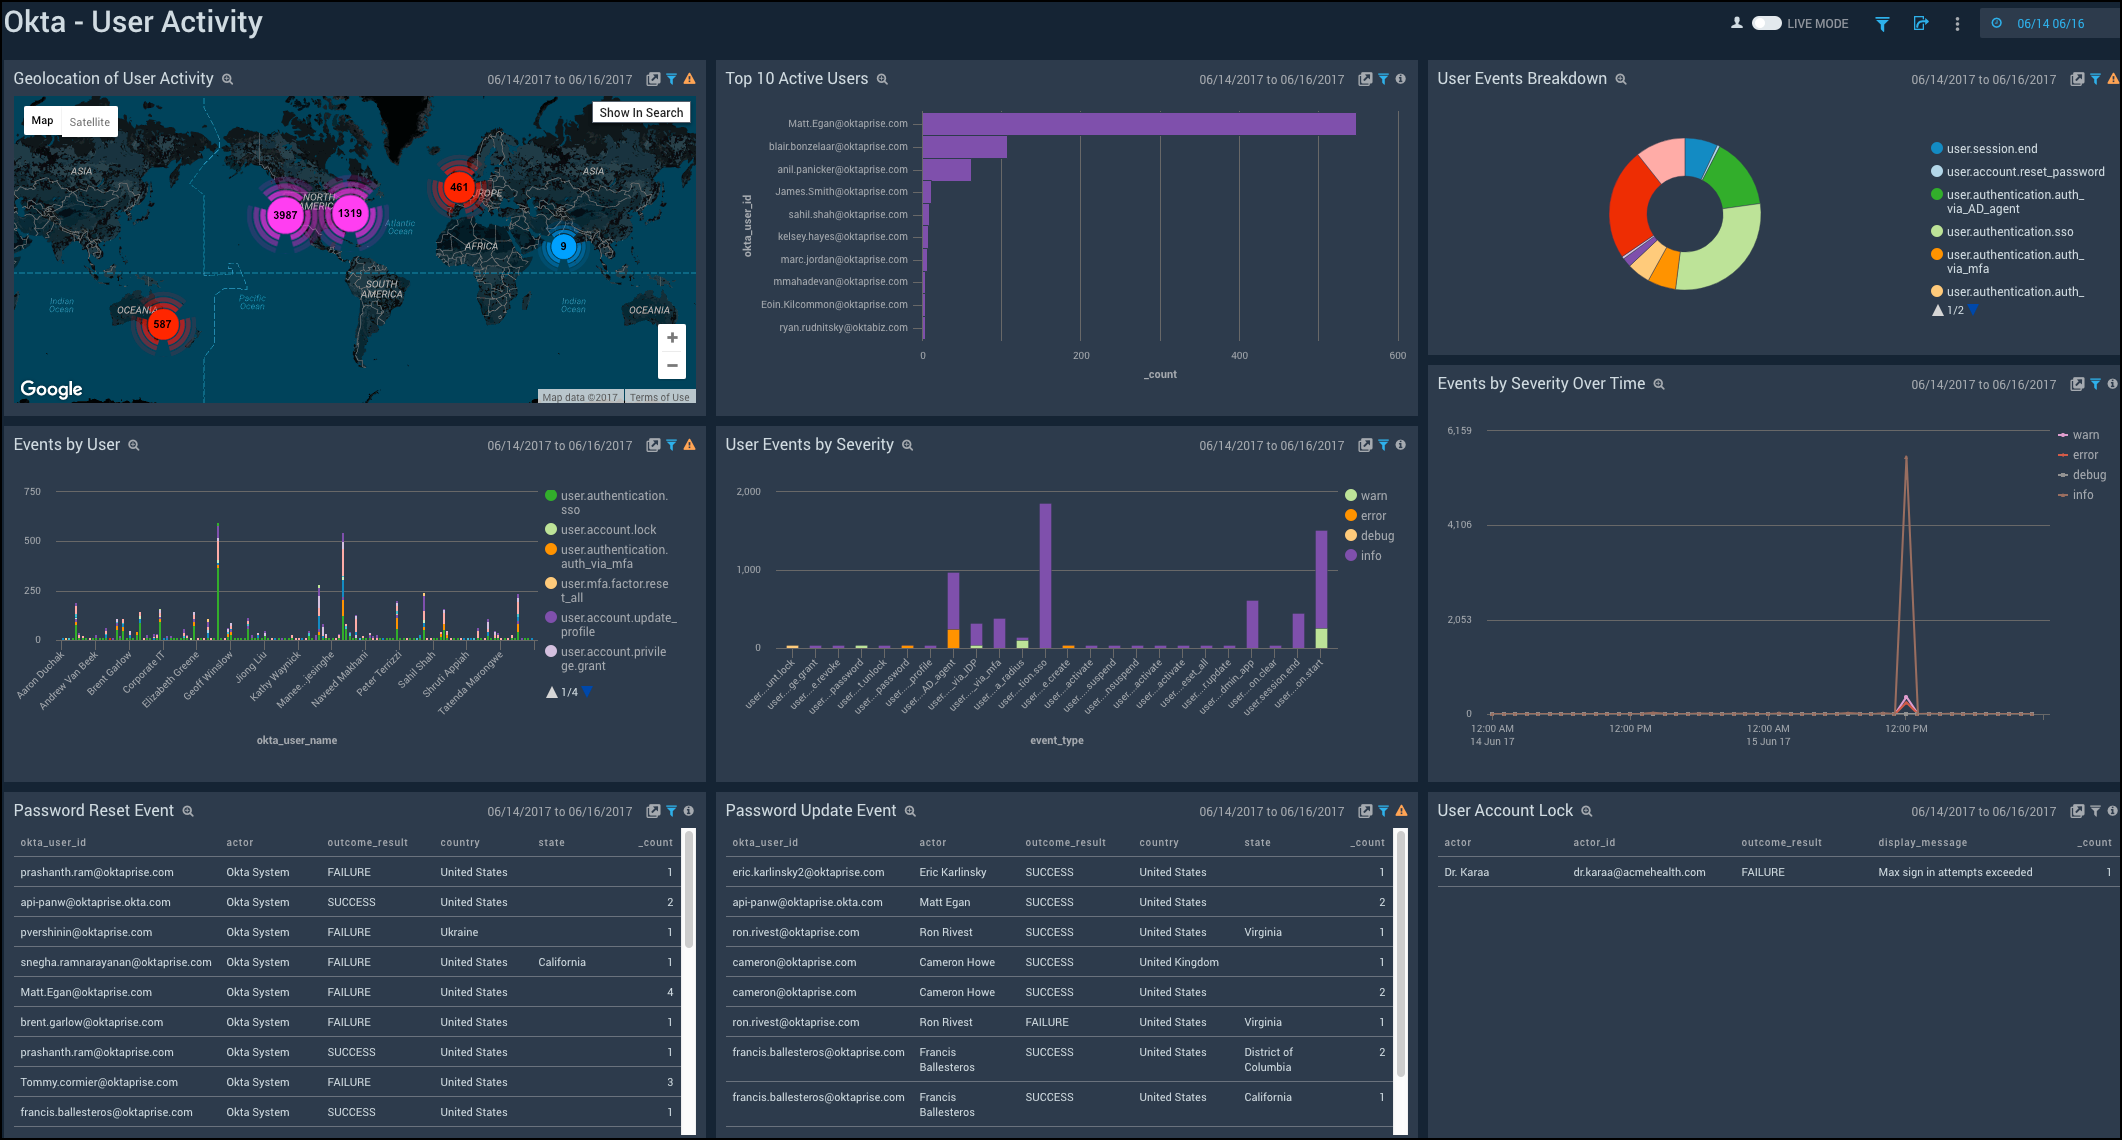 Okta - User Activity
LIVE MODE
06/14 06/16
Geolocation of User Activity
06/14/2017 to 06/16/2017
Map
Satellite
Show In Search
ASIA
NORTH
AMERIC
3987
1319
461
ROPE
ASIA
Atlantic
Ocean
9
AFRICA
SOUTH
AMERICA
Indian
Ocean
OCEANIA
Pacific
Ocean
Indian
Ocean
OCEANIA
587
Google
Map data ©2017
Terms of Use
Top 10 Active Users
06/14/2017 to 06/16/2017
okta_user_id
Matt.Egan@oktaprise.com
blair.bonzelaar@oktaprise.com
anil.panicker@oktaprise.com
James.Smith@oktaprise.com
sahil.shah@oktaprise.com
kelsey.hayes@oktaprise.com
marc.jordan@oktaprise.com
mmahadevan@oktaprise.com
Eoin.Kilcommon@oktaprise.com
ryan.rudnitsky@oktabiz.com
0 200 400 600
_count
User Events Breakdown
06/14/2017 to 06/16/2017
user.session.end
user.account.reset_password
user.authentication.auth_
via_AD_agent
user.authentication.sso
user.authentication.auth_
via_mfa
user.authentication.auth_
1/2
Events by User
06/14/2017 to 06/16/2017
750
500
250
0
Aaron Duchak
Andrew Van Beek
Brent Garlow
Corporate IT
Elizabeth Greene
Geoff Winslow
Jiong Liu
Kathy Waynick
Manee...jesinghe
Naveed Makhani
Peter Terrizzi
Sahil Shah
Shruti Appiah
Tatenda Marongwe
okta_user_name
user.authentication.
sso
user.account.lock
user.authentication.
auth_via_mfa
user.mfa.factor.rese
t_all
user.account.update_
profile
user.account.privile
ge.grant
1/4
User Events by Severity
06/14/2017 to 06/16/2017
2,000
1,000
0
user...unt.lock
user...ge.grant
user...e.revoke
user...password
user...t.unlock
user...password
user..._profile
user...AD_agent
user..._via_IDP
user..._via_mfa
user...a_radius
user...tion.sso
user...e.create
user...activate
user....suspend
user...nsuspend
user...activate
user...activate
user...eset_all
user...r.update
user...dmin_app
user...on.clear
user.session.end
user...on.start
event_type
warn
error
debug
info
Events by Severity Over Time
06/14/2017 to 06/16/2017
6,159
4,106
2,053
0
12:00 AM
14 Jun 17
12:00 PM
12:00 AM
15 Jun 17
12:00 PM
warn
error
debug
info
Password Reset Event
06/14/2017 to 06/16/2017
okta_user_id actor outcome_result country state _count
prashanth.ram@oktaprise.com Okta System FAILURE United States 1
api-panw@oktaprise.okta.com Okta System SUCCESS United States 2
pvershinin@oktaprise.com Okta System FAILURE Ukraine 1
snegha.ramnarayanan@oktaprise.com Okta System FAILURE United States California 1
Matt.Egan@oktaprise.com Okta System FAILURE United States 4
brent.garlow@oktaprise.com Okta System FAILURE United States 1
prashanth.ram@oktaprise.com Okta System SUCCESS United States 1
Tommy.cormier@oktaprise.com Okta System FAILURE United States 3
francis.ballesteros@oktaprise.com Okta System SUCCESS United States 1
Password Update Event
06/14/2017 to 06/16/2017
okta_user_id actor outcome_result country state _count
eric.karlinsky2@oktaprise.com Eric Karlinsky SUCCESS United States 1
api-panw@oktaprise.okta.com Matt Egan SUCCESS United States 2
ron.rivest@oktaprise.com Ron Rivest SUCCESS United States Virginia 1
cameron@oktaprise.com Cameron Howe SUCCESS United Kingdom 1
cameron@oktaprise.com Cameron Howe SUCCESS United States 2
ron.rivest@oktaprise.com Ron Rivest FAILURE United States Virginia 1
francis.ballesteros@oktaprise.com Francis SUCCESS United States District of 2
Ballesteros Columbia
francis.ballesteros@oktaprise.com Francis SUCCESS United States California 1
Ballesteros
User Account Lock
06/14/2017 to 06/16/2017
actor actor_id outcome_result display_message _count
Dr. Karaa dr.karaa@acmehealth.com FAILURE Max sign in attempts exceeded 1